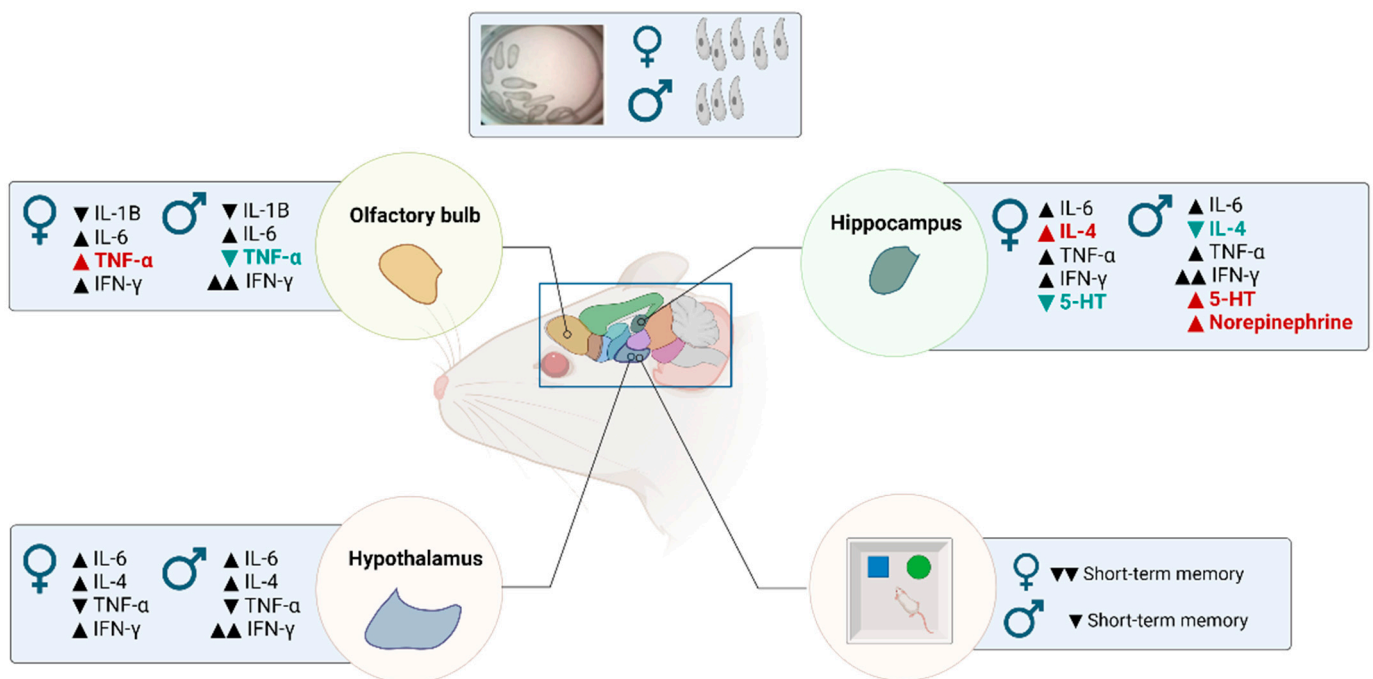 Olfactory bulb
▼ IL-1B
▲ IL-6
▲ TNF-α
▲ IFN-γ
▼ IL-1B
▲ IL-6
▼ TNF-α
▲▲ IFN-γ
Hippocampus
▲ IL-6
▲ IL-4
▲ TNF-α
▲ IFN-γ
▼ 5-HT
▲ IL-6
▼ IL-4
▲ TNF-α
▲▲ IFN-γ
▲ 5-HT
▲ Norepinephrine
Hypothalamus
▲ IL-6
▲ IL-4
▼ TNF-α
▲ IFN-γ
▲ IL-6
▲ IL-4
▼ TNF-α
▲▲ IFN-γ
▼▼ Short-term memory
▼ Short-term memory